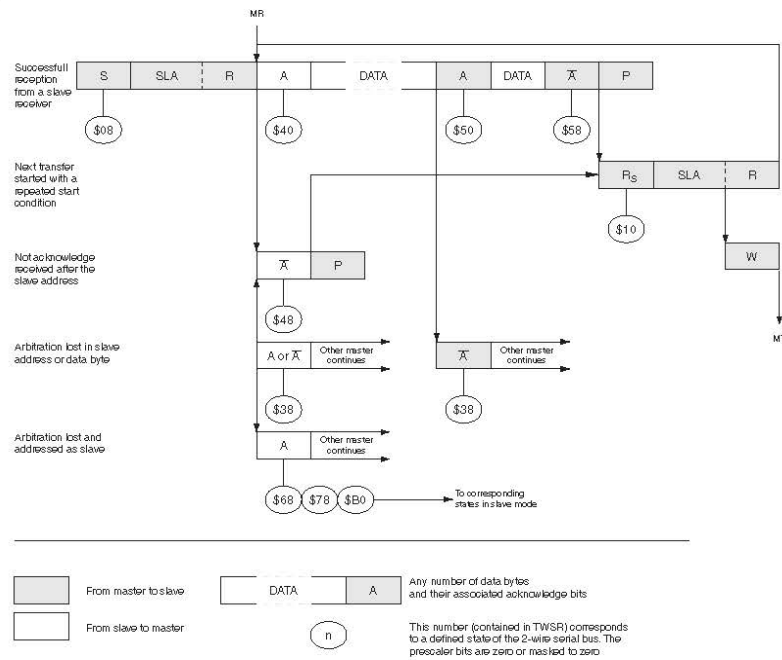 MR
Successfull
reception
from a slave
receiver
S SLA R A DATA A DATA A̅ P
$08 $40 $50 $58
Next transfer
started with a
repeated start
condition
RS SLA R
$10
Not acknowledge
received after the
slave address
A̅ P
W
$48
MT
Arbitration lost in slave
address or data byte
A or A̅ Other master
continues
A̅ Other master
continues
$38 $38
Arbitration lost and
addressed as slave
A Other master
continues
$68 $78 $B0
To corresponding
states in slave mode
From master to slave
DATA A
Any number of data bytes
and their associated acknowledge bits
From slave to master
n
This number (contained in TWSR) corresponds
to a defined state of the 2-wire serial bus. The
prescaler bits are zero or masked to zero